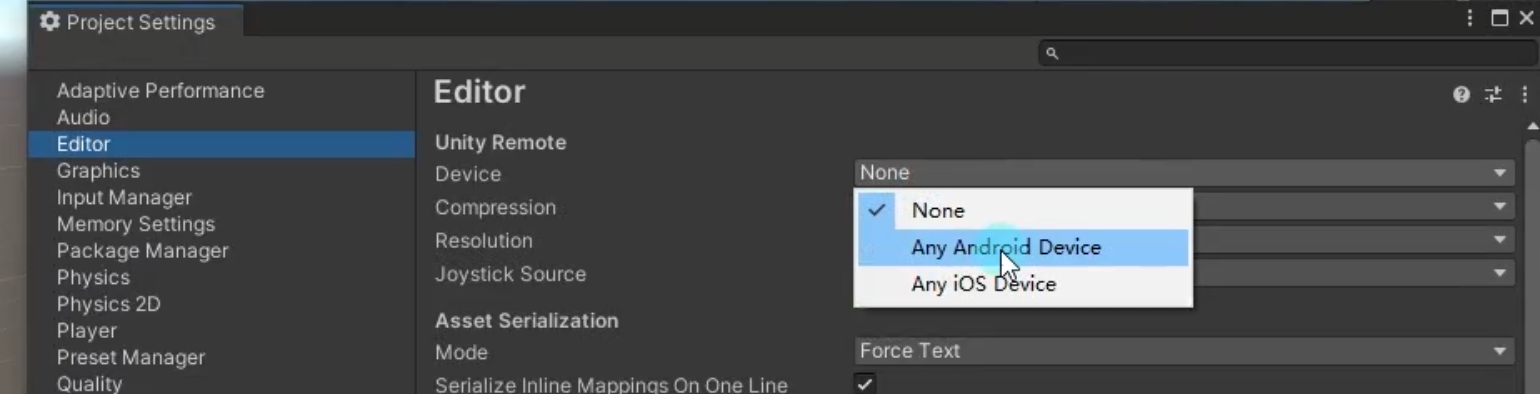 Project Settings
Adaptive Performance
Audio
Editor
Graphics
Input Manager
Memory Settings
Package Manager
Physics
Physics 2D
Player
Preset Manager
Quality
Editor
Unity Remote
Device None
Compression
Resolution
Joystick Source
None
Any Android Device
Any iOS Device
Asset Serialization
Mode Force Text
Serialize Inline Mappings On One Line